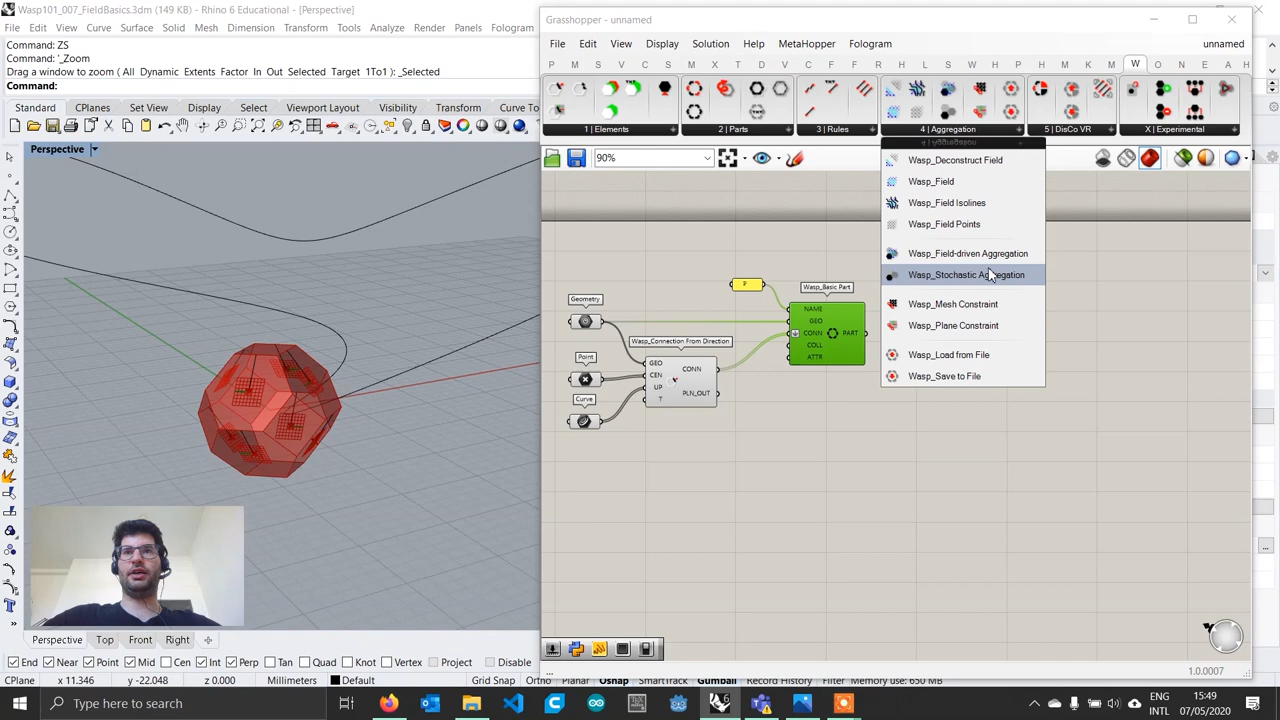 Wasp101_007_FieldBasics.3dm (149 KB) - Rhino 6 Educational - [Perspective]
File Edit View Curve Surface Solid Mesh Dimension Transform Tools Analyze Render Panels Fologram
Command: ZS
Command: '_Zoom
Drag a window to zoom ( All Dynamic Extents Factor In Out Selected Target 1To1 ): _Selected
Command:
Standard CPlanes Set View Display Select Viewport Layout Visibility Transform Curve To
Perspective
Grasshopper - unnamed
File Edit View Display Solution Help MetaHopper Fologram unnamed
P M S V M X T D V C S I T D F R H L S W H P H L M K M W O E A H
1 | Elements 2 | Parts 3 | Rules 4 | Aggregation 5 | DisCo VR X | Experimental
90%
Wasp_Deconstruct Field
Wasp_Field
Wasp_Field Isolines
Wasp_Field Points
Wasp_Field-driven Aggregation
Wasp_Stochastic Aggregation
Wasp_Mesh Constraint
Wasp_Plane Constraint
Wasp_Load from File
Wasp_Save to File
P
Wasp_Basic Part
NAME
GEO
CONN PART
COLL
ATTR
Geometry
Wasp_Connection From Direction
Point
Curve
GEO
CEN CONN
UP
T PLN_OUT
1.0.0007
Perspective Top Front Right
End Near Point Mid Cen Int Perp Tan Quad Knot Vertex Project Disable
CPlane x 11.346 y -22.048 z 0.000 Millimeters Default Grid Snap Ortho Osnap SmartTrack Gumball Record History Filter Memory use: 650 MB
Type here to search
ENG
INTL
15:49
07/05/2020